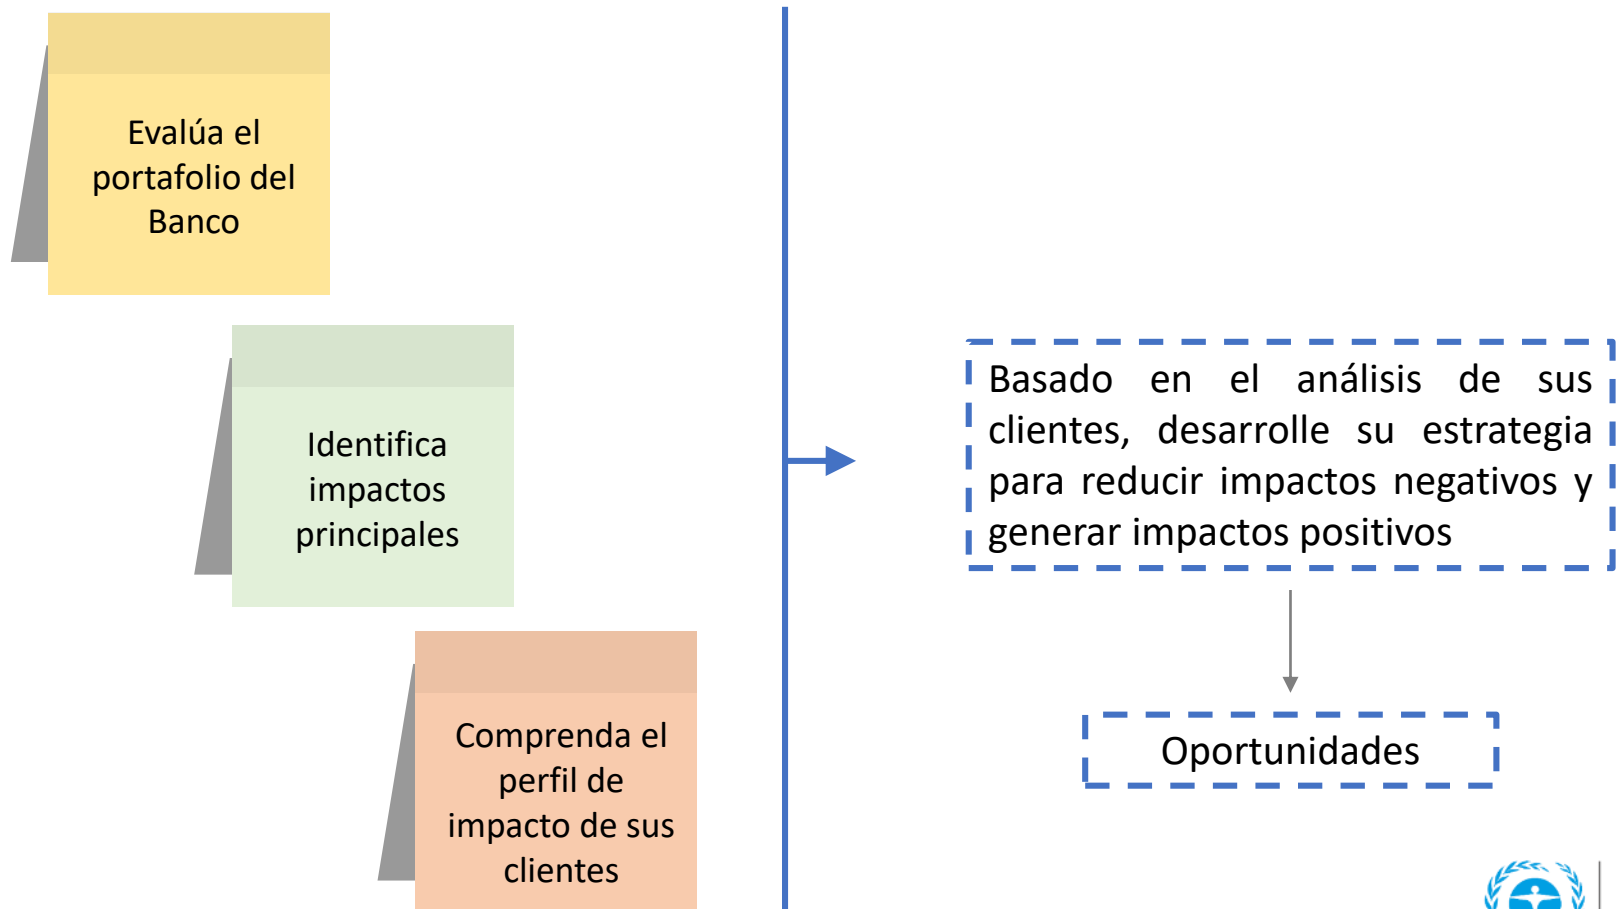 Evalúa el
portafolio del
Banco
Identifica
impactos
principales
Comprenda el
perfil de
impacto de sus
clientes
Basado en el análisis de sus
clientes, desarrolle su estrategia
para reducir impactos negativos y
generar impactos positivos
Oportunidades